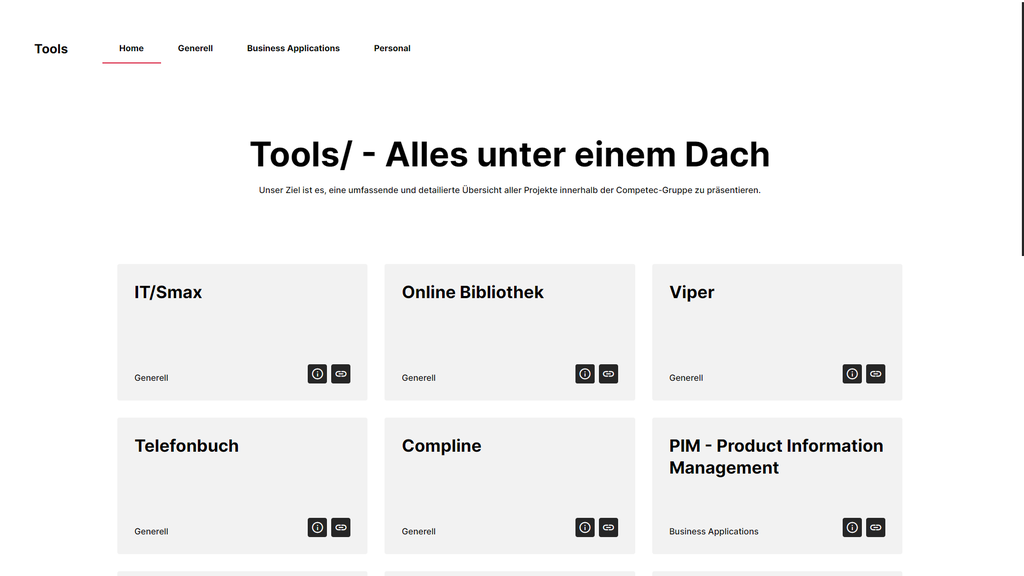 Tools
Home
Generell
Business Applications
Personal
Tools/ - Alles unter einem Dach
Unser Ziel ist es, eine umfassende und detailierte Übersicht aller Projekte innerhalb der Competec-Gruppe zu präsentieren.
IT/Smax
Generell
Online Bibliothek
Generell
Viper
Generell
Telefonbuch
Generell
Compline
Generell
PIM - Product Information
Management
Business Applications